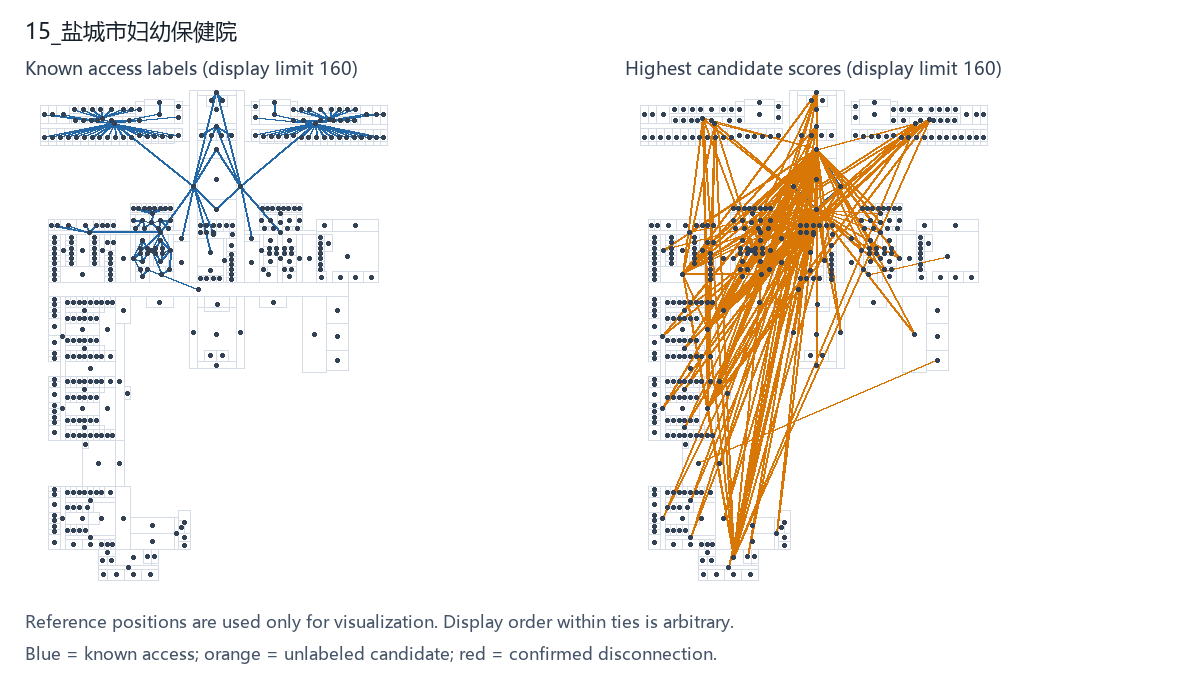 15_盐城市妇幼保健院
Known access labels (display limit 160)
Highest candidate scores (display limit 160)
Reference positions are used only for visualization. Display order within ties is arbitrary.
Blue = known access; orange = unlabeled candidate; red = confirmed disconnection.